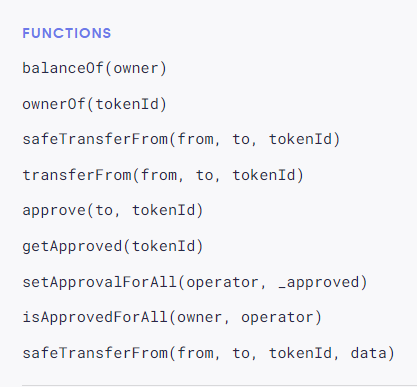 FUNCTIONS
balanceOf(owner)
ownerOf(tokenId)
safeTransferFrom(from, to, tokenId)
transferFrom(from, to, tokenId)
approve(to, tokenId)
getApproved(tokenId)
setApprovalForAll(operator, _approved)
isApprovedForAll(owner, operator)
safeTransferFrom(from, to, tokenId, data)